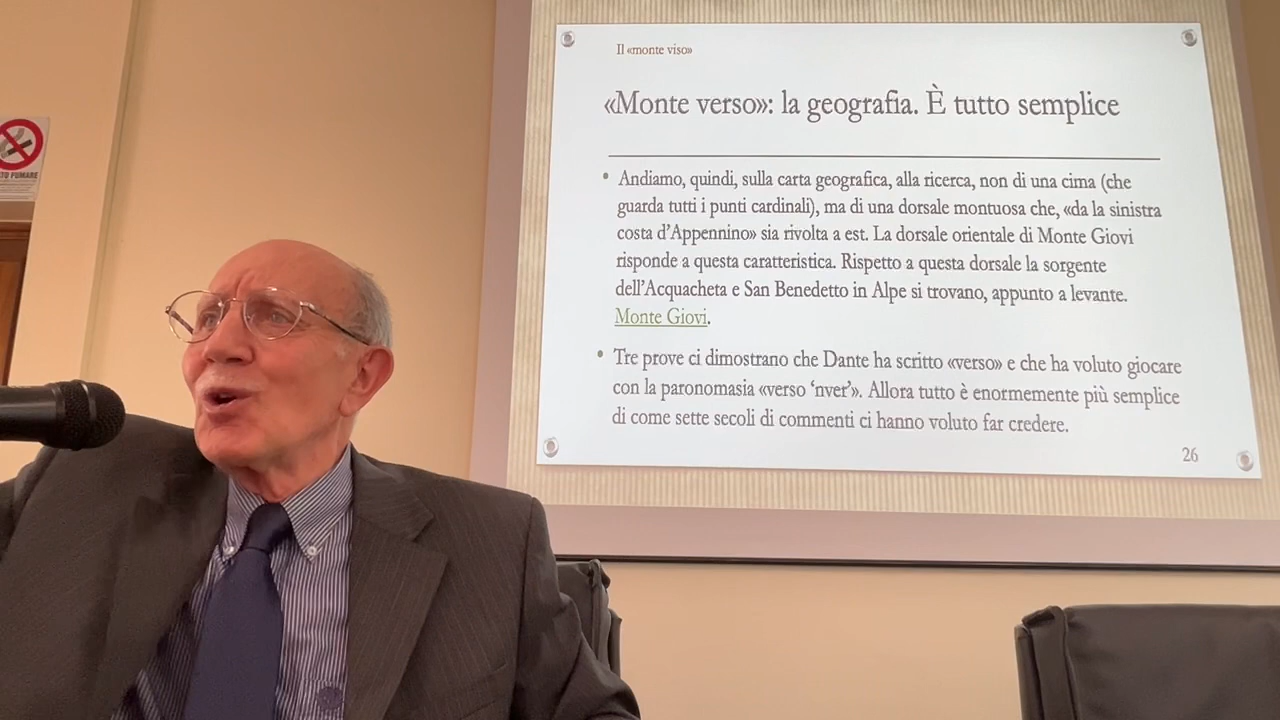 Il «monte viso»
«Monte verso»: la geografia. È tutto semplice
• Andiamo, quindi, sulla carta geografica, alla ricerca, non di una cima (che
guarda tutti i punti cardinali), ma di una dorsale montuosa che, «da la sinistra
costa d’Appennino» sia rivolta a est. La dorsale orientale di Monte Giovi
risponde a questa caratteristica. Rispetto a questa dorsale la sorgente
dell’Acquacheta e San Benedetto in Alpe si trovano, appunto a levante.
Monte Giovi.
• Tre prove ci dimostrano che Dante ha scritto «verso» e che ha voluto giocare
con la paronomasia «verso ‘nver’». Allora tutto è enormemente più semplice
di come sette secoli di commenti ci hanno voluto far credere.
26
FUMARE